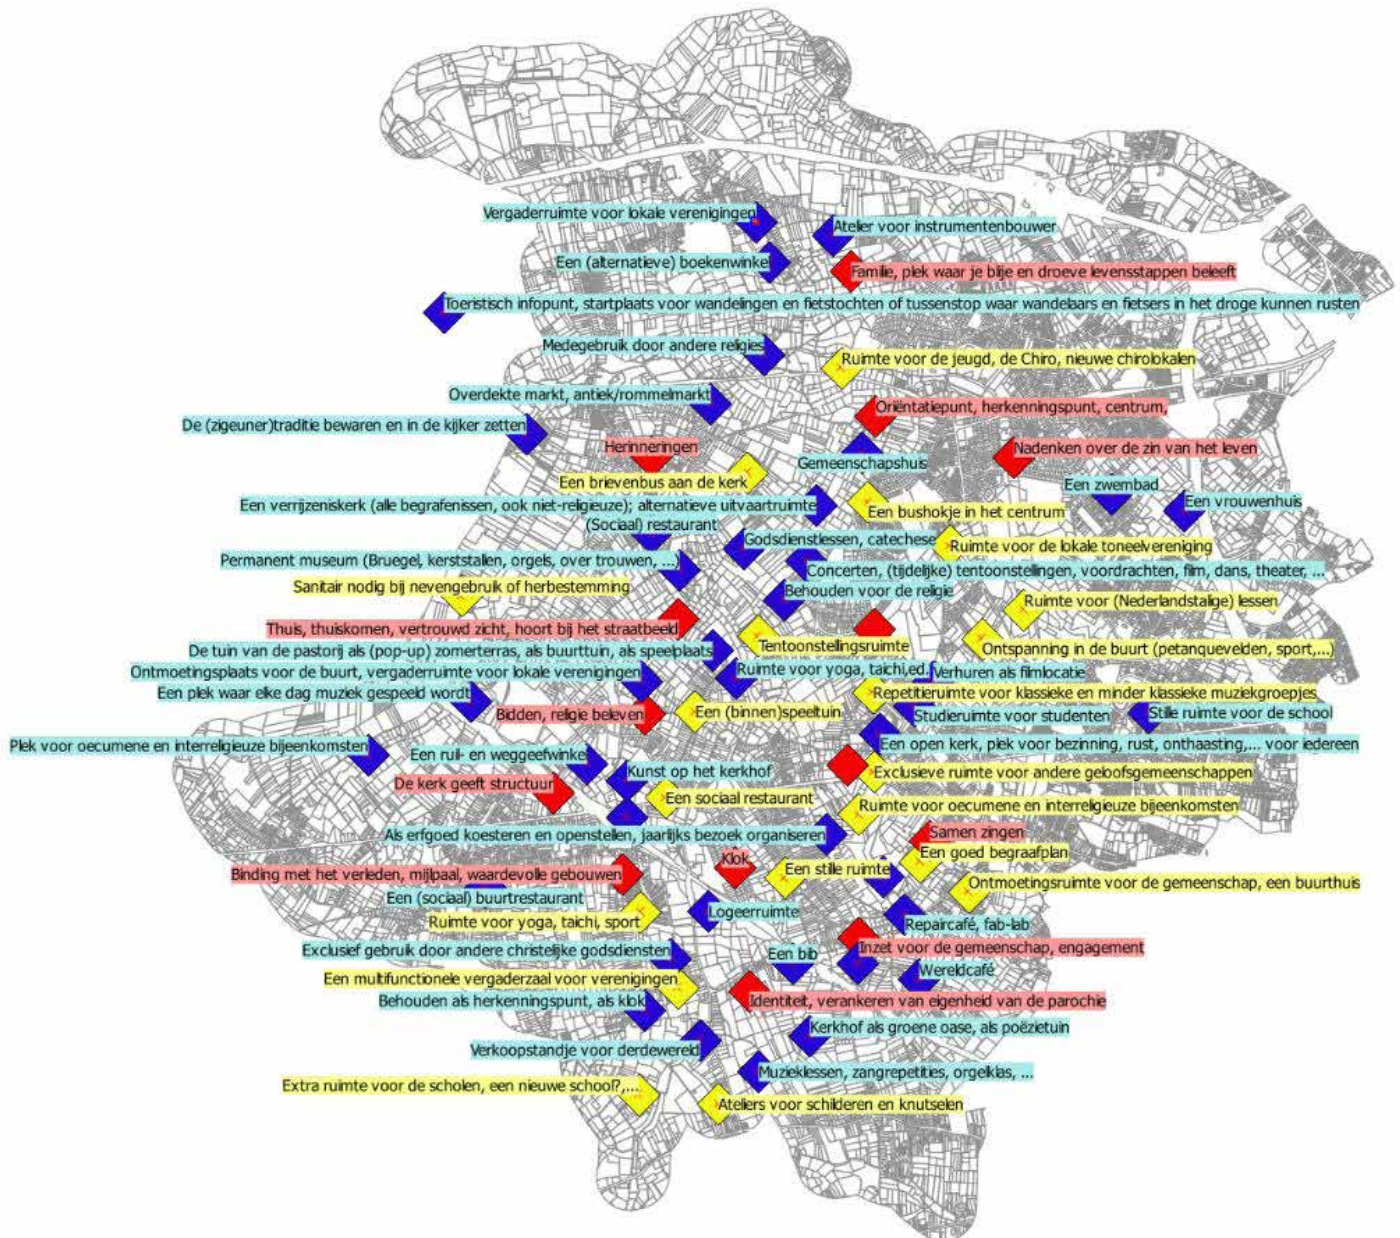 Vergaderruimte voor lokale verenigingen
Atelier voor instrumentenbouwer
Een (alternatieve) boekenwinkel
Familie, plek waar je blije en droeve levensstappen beleeft
Toeristisch infopunt, startplaats voor wandelingen en fietstochten of tussenstop waar wandelaars en fietsers in het droge kunnen rusten
Medegebruik door andere religies
Ruimte voor de jeugd, de Chiro, nieuwe chirolokalen
Overdekte markt, antiek/rommelmarkt
Oriëntatiepunt, herkenningspunt, centrum,
De (zigeuner)traditie bewaren en in de kijker zetten
Herinneringen
Nadenken over de zin van het leven
Gemeenschapshuis
Een brievenbus aan de kerk
Een zwembad
Een vrouwenhuis
Een verrijzeniskerk (alle begrafenissen, ook niet-religieuze); alternatieve uitvaartruimte
Een bushokje in het centrum
(Sociaal) restaurant
Godsdienstlessen, catechese
Ruimte voor de lokale toneelvereniging
Permanent museum (Bruegel, kerststallen, orgels, over trouwen, ...)
Concerten, (tijdelijke) tentoonstellingen, voordrachten, film, dans, theater, ...
Sanitair nodig bij nevengebruik of herbestemming
Behouden voor de religie
Ruimte voor (Nederlandstalige) lessen
Thuis, thuiskomen, vertrouwd zicht, hoort bij het straatbeeld
Tentoonstellingsruimte
Ontspanning in de buurt (petanquevelden, sport,...)
De tuin van de pastorij als (pop-up) zomerterras, als buurttuin, als speelplaats
Ontmoetingsplaats voor de buurt, vergaderruimte voor lokale verenigingen
Ruimte voor yoga, taichi,ed.
Verhuren als filmlocatie
Een plek waar elke dag muziek gespeeld wordt
Repetitieruimte voor klassieke en minder klassieke muziekgroepjes
Bidden, religie beleven
Een (binnen)speeltuin
Studieruimte voor studenten
Stille ruimte voor de school
Plek voor oecumene en interreligieuze bijeenkomsten
Een open kerk, plek voor bezinning, rust, onthaasting,... voor iedereen
Een ruil- en weggeefwinkel
Kunst op het kerkhof
Exclusieve ruimte voor andere geloofsgemeenschappen
De kerk geeft structuur
Een sociaal restaurant
Ruimte voor oecumene en interreligieuze bijeenkomsten
Als erfgoed koesteren en openstellen, jaarlijks bezoek organiseren
Samen zingen
Een goed begraafplan
Klok
Een stille ruimte
Binding met het verleden, mijlpaal, waardevolle gebouwen
Ontmoetingsruimte voor de gemeenschap, een buurthuis
Een (sociaal) buurtrestaurant
Logeerruimte
Ruimte voor yoga, taichi, sport
Repaircafé, fab-lab
Exclusief gebruik door andere christelijke godsdiensten
Een bib
Inzet voor de gemeenschap, engagement
Wereldcafé
Een multifunctionele vergaderzaal voor verenigingen
Behouden als herkenningspunt, als klok
Identiteit, verankeren van eigenheid van de parochie
Kerkhof als groene oase, als poëzietuin
Verkoopstandje voor derdewereld
Muzieklessen, zangrepetities, orgelklas, ...
Extra ruimte voor de scholen, een nieuwe school?,...
Ateliers voor schilderen en knutselen